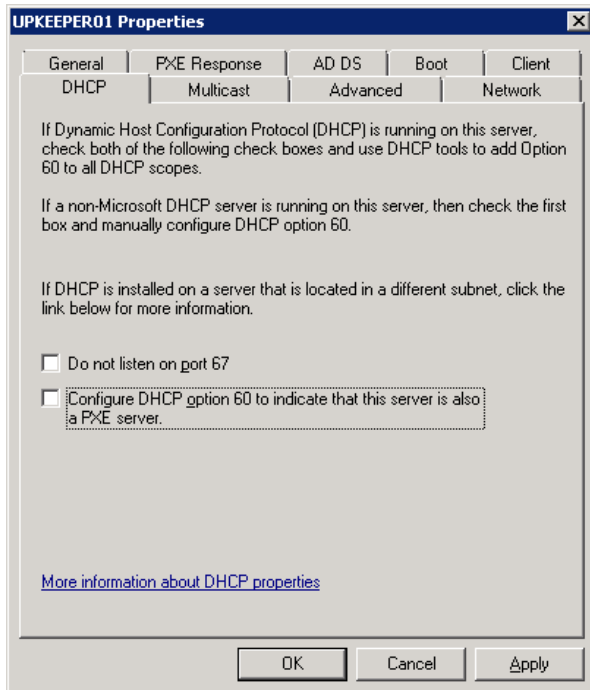 UPKEEPER01 Properties
General PXE Response AD DS Boot Client
DHCP Multicast Advanced Network
If Dynamic Host Configuration Protocol (DHCP) is running on this server,
check both of the following check boxes and use DHCP tools to add Option
60 to all DHCP scopes.
If a non-Microsoft DHCP server is running on this server, then check the first
box and manually configure DHCP option 60.
If DHCP is installed on a server that is located in a different subnet, click the
link below for more information.
Do not listen on port 67
Configure DHCP option 60 to indicate that this server is also
a PXE server.
More information about DHCP properties
OK Cancel Apply